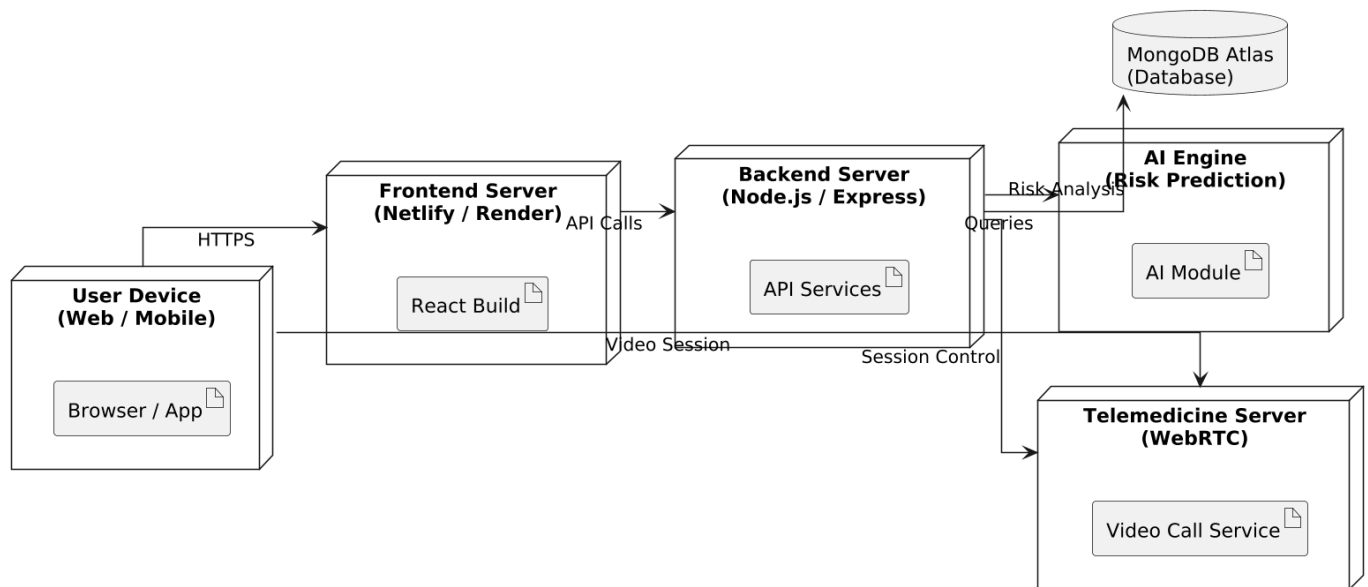 MongoDB Atlas
(Database)
AI Engine
(Risk Prediction)
AI Module
Backend Server
(Node.js / Express)
API Services
Risk Analysis
Queries
Frontend Server
(Netlify / Render)
React Build
API Calls
HTTPS
User Device
(Web / Mobile)
Browser / App
Video Session
Session Control
Telemedicine Server
(WebRTC)
Video Call Service